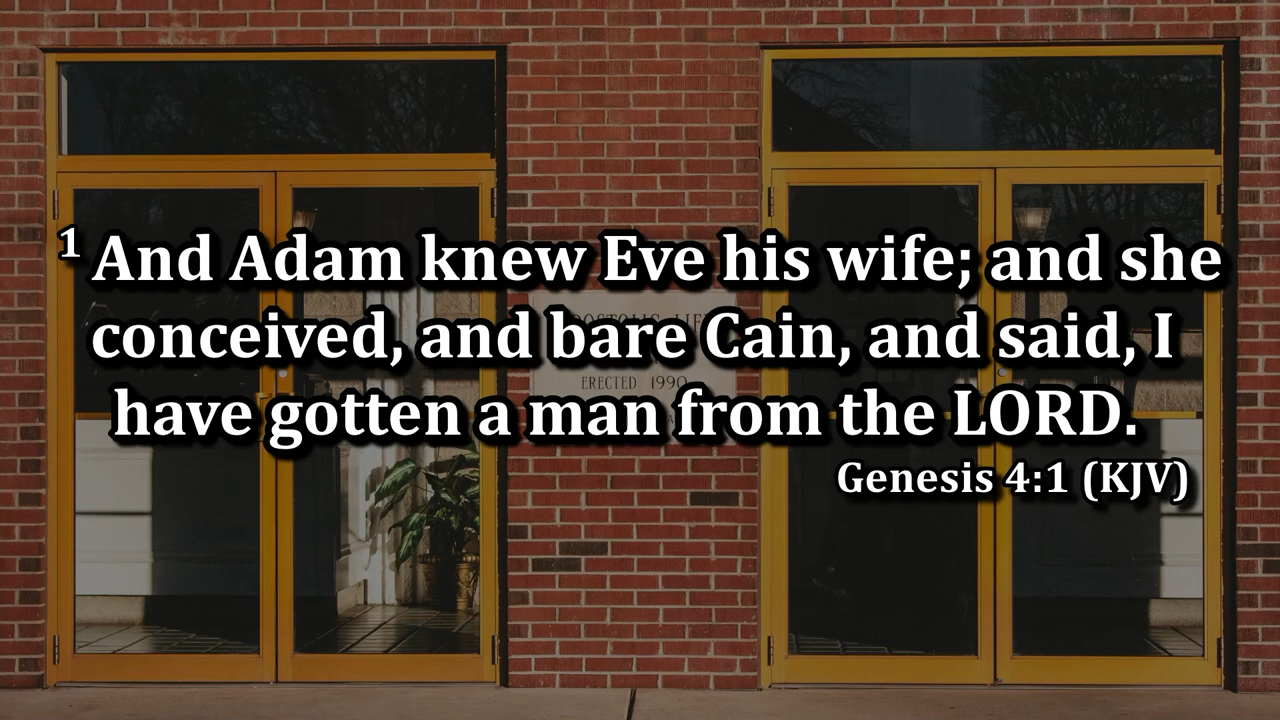 1 And Adam knew Eve his wife; and she
conceived, and bare Cain, and said, I
have gotten a man from the LORD.
Genesis 4:1 (KJV)
ERECTED 1990